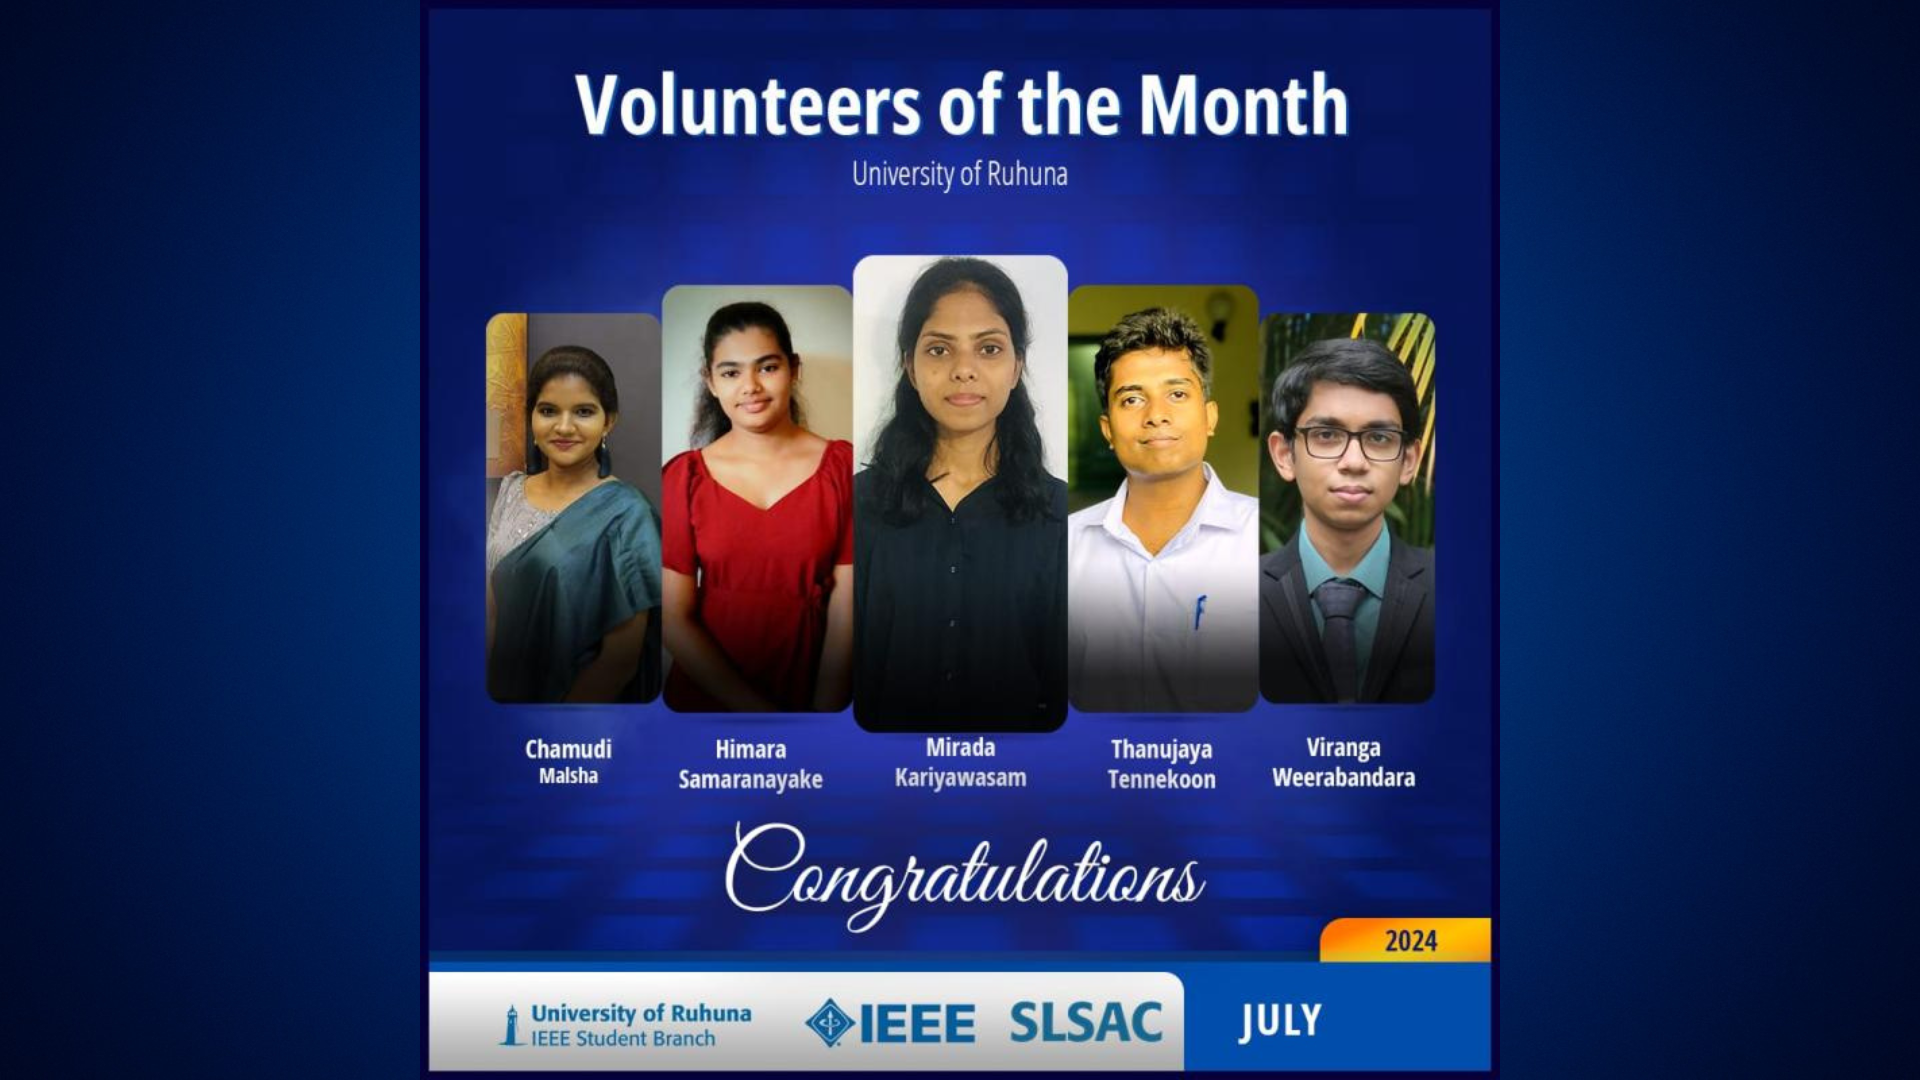 Volunteers of the Month
University of Ruhuna
Chamudi
Malsha
Himara
Samaranayake
Mirada
Kariyawasam
Thanujaya
Tennekoon
Viranga
Weerabandara
Congratulations
2024
University of Ruhuna
IEEE Student Branch
IEEE
SLSAC
JULY